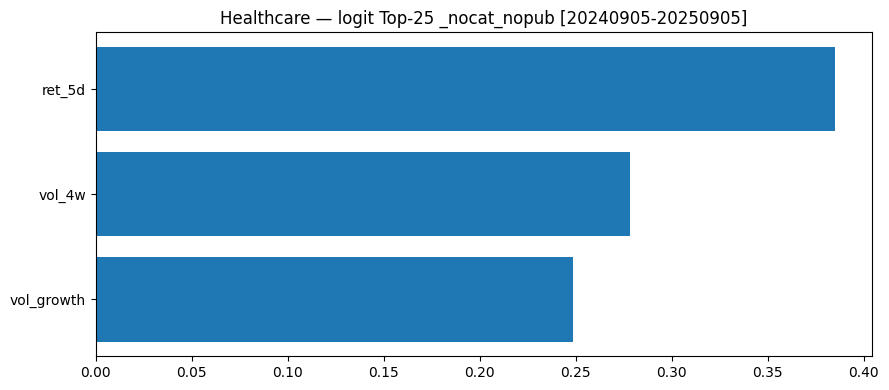 Healthcare — logit Top-25 _nocat_nopub [20240905-20250905]
ret_5d
vol_4w
vol_growth
0.00 0.05 0.10 0.15 0.20 0.25 0.30 0.35 0.40